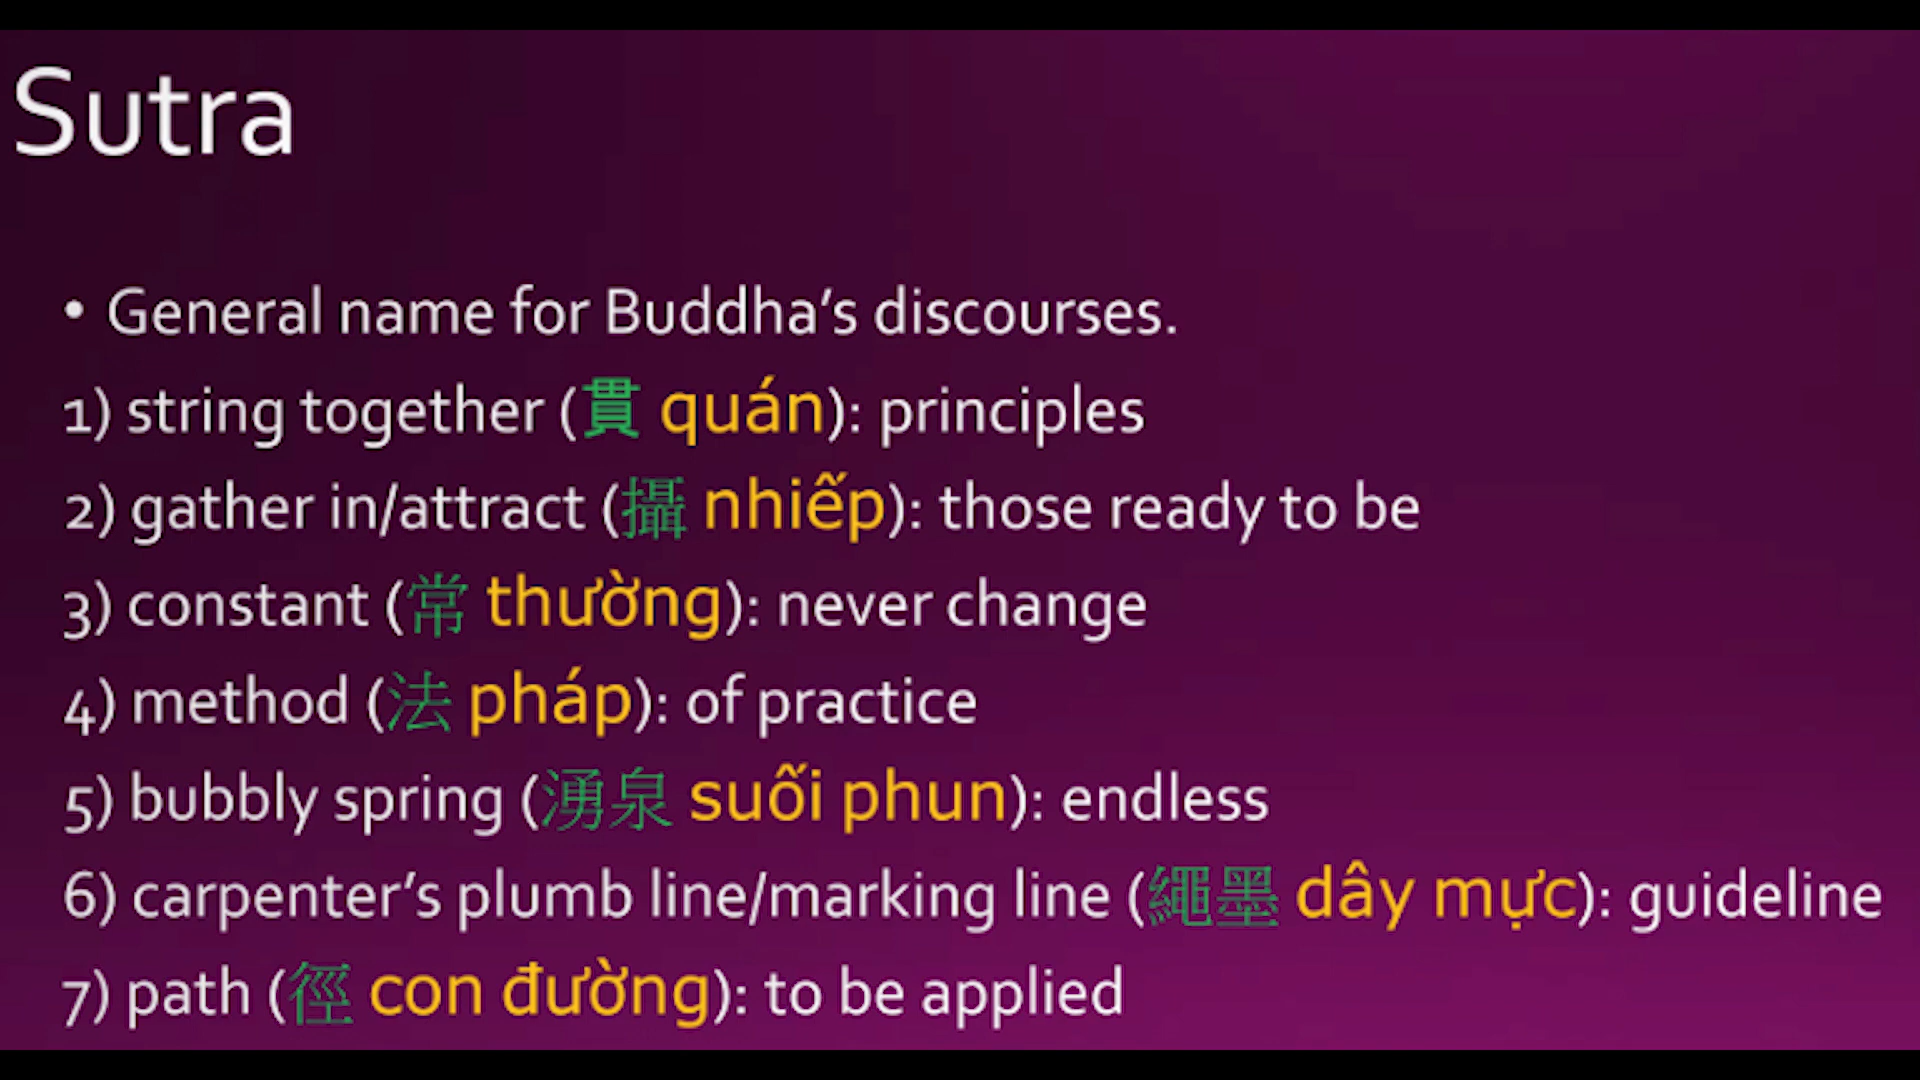 Sutra
• General name for Buddha’s discourses.
1) string together (貫 quán): principles
2) gather in/attract (攝 nhiếp): those ready to be
3) constant (常 thường): never change
4) method (法 pháp): of practice
5) bubbly spring (湧泉 suối phun): endless
6) carpenter’s plumb line/marking line (繩墨 dây mực): guideline
7) path (徑 con đường): to be applied